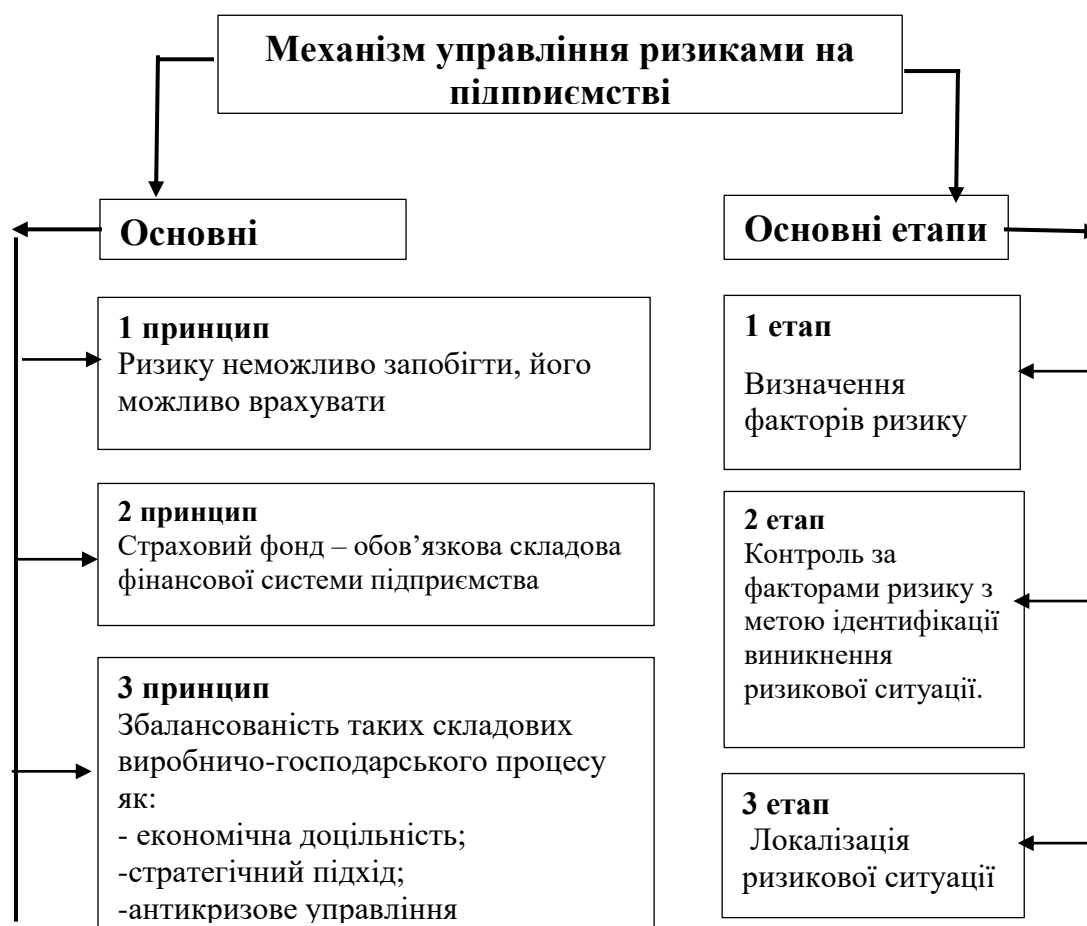 Механізм управління ризиками на
підприємстві
Основні
Основні етапи
1 принцип
Ризику неможливо запобігти, його
можливо врахувати
2 принцип
Страховий фонд – обов’язкова складова
фінансової системи підприємства
3 принцип
Збалансованість таких складових
виробничо-господарського процесу
як:
- економічна доцільність;
-стратегічний підхід;
-антикризове управління
1 етап
Визначення
факторів ризику
2 етап
Контроль за
факторами ризику з
метою ідентифікації
виникнення
ризикової ситуації.
3 етап
Локалізація
ризикової ситуації